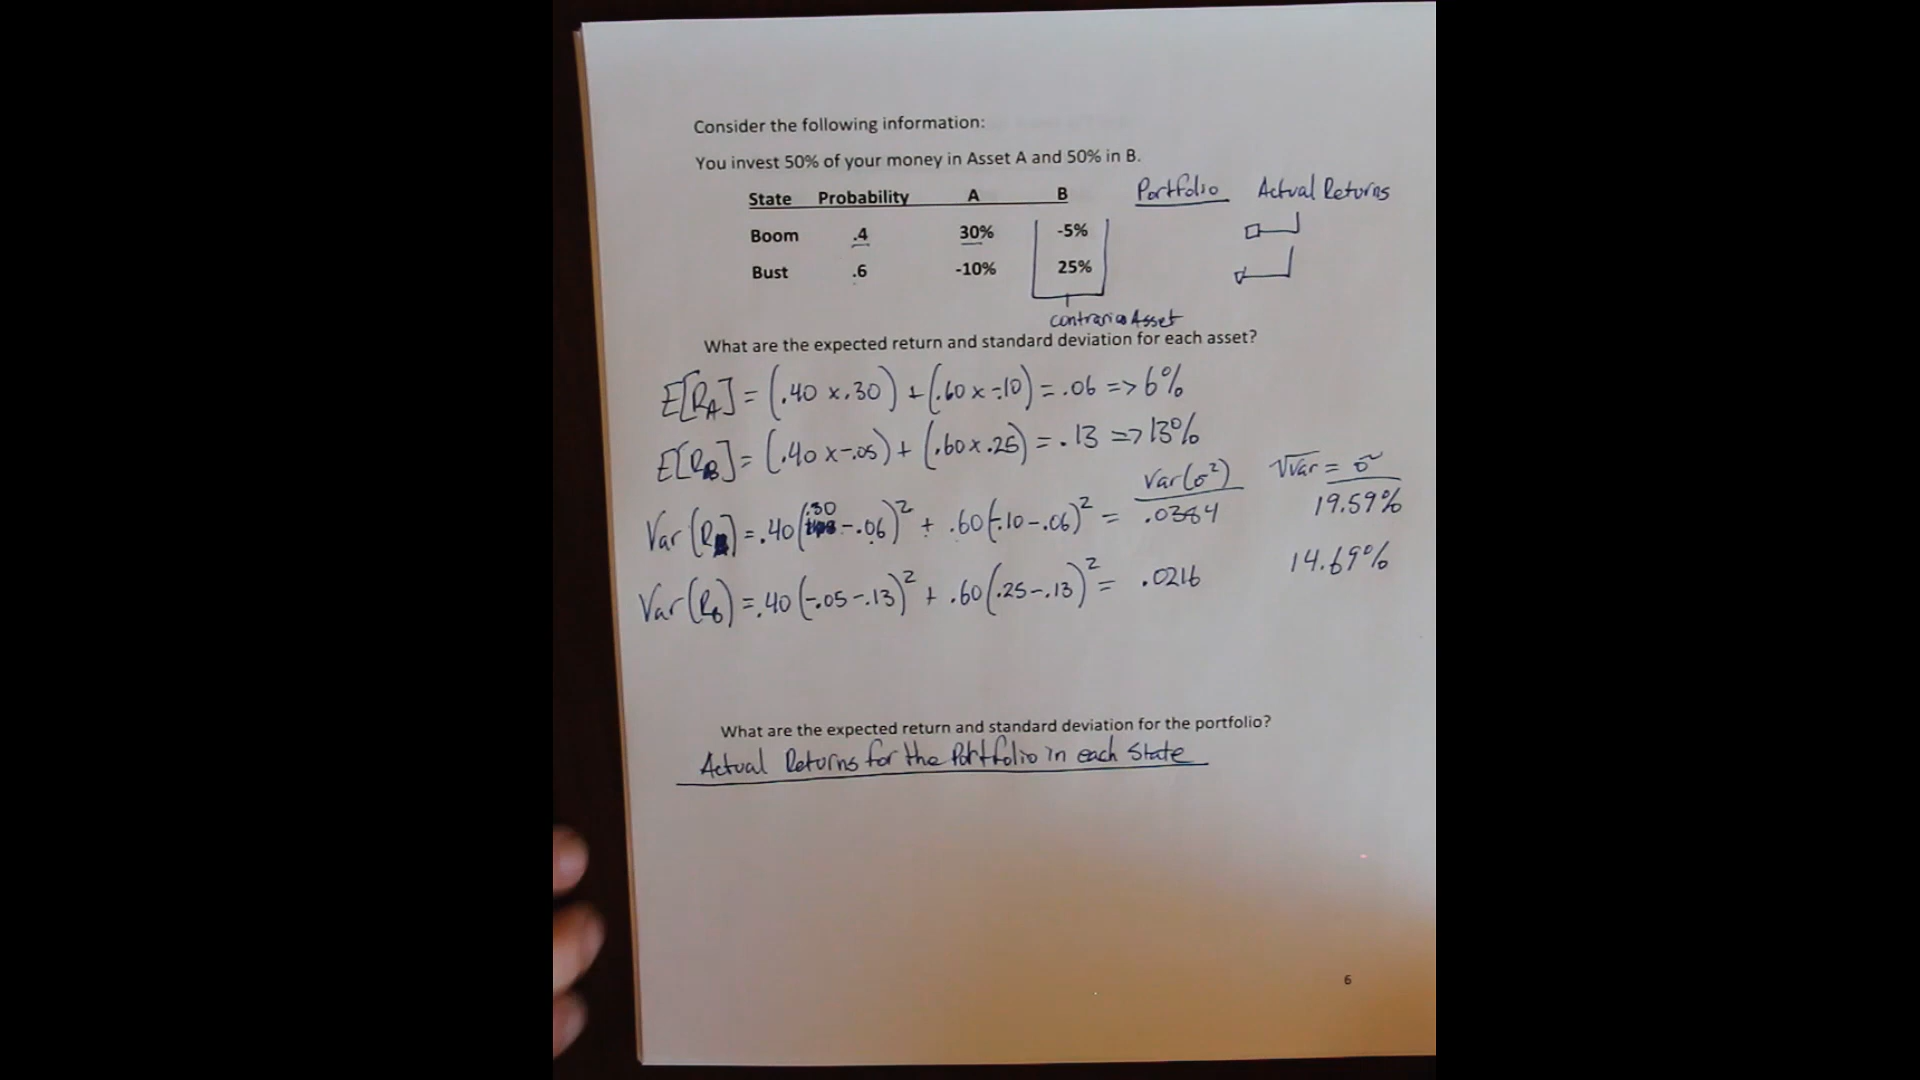 Consider the following information:
You invest 50% of your money in Asset A and 50% in B.
State Probability A B Portfolio Actual Returns
Boom .4 30% -5%
Bust .6 -10% 25%
Asset
What are the expected return and standard deviation for each asset?
E[R_A] = (.40 x .30) + (.60 x -.10) = .06 => 6%
E[R_B] = (.40 x -.05) + (.60 x .25) = .13 => 13%
Var(σ²) √Var = σ
Var(R) = .40(.30 - .06)² + .60(-.10 - .06)² = .0384 19.59%
Var(R_B) = .40(-.05 - .13)² + .60(.25 - .13)² = .0216 14.69%
What are the expected return and standard deviation for the portfolio?
Actual Returns for the Portfolio in each State
6